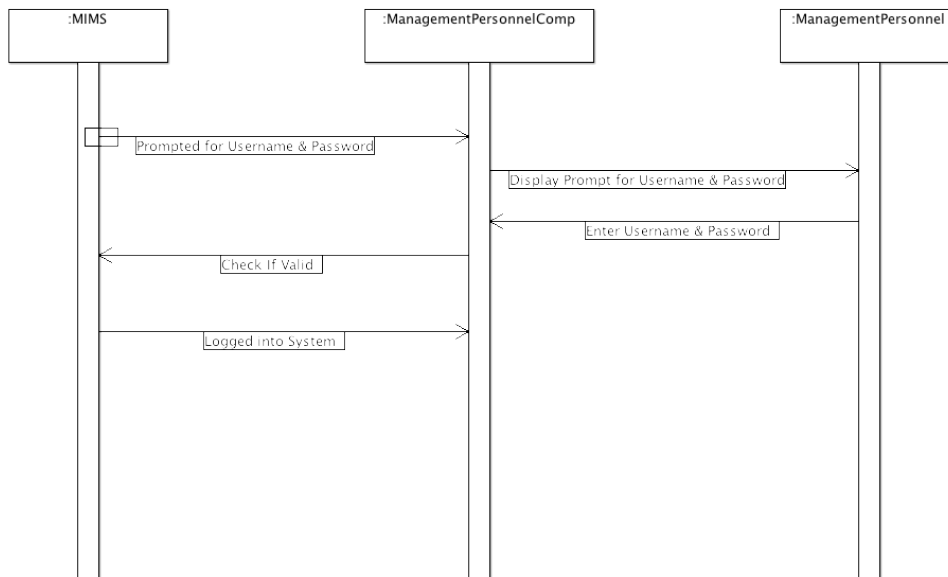 :MIMS
:ManagementPersonnelComp
:ManagementPersonnel
Prompted for Username & Password
Display Prompt for Username & Password
Enter Username & Password
Check If Valid
Logged into System